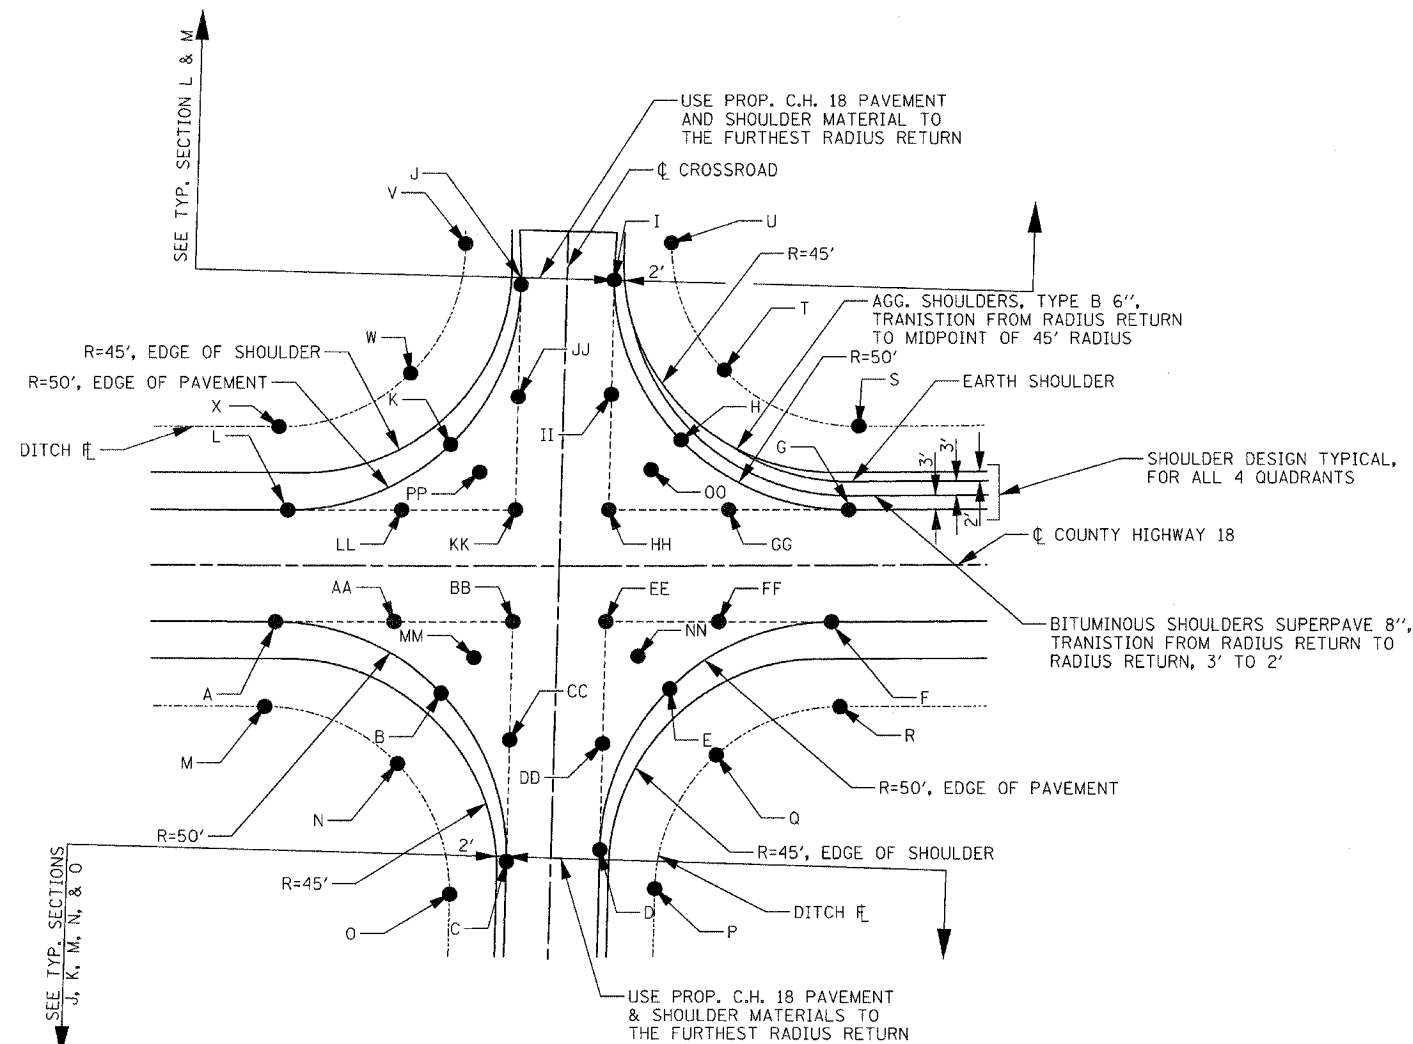 SEE TYP. SECTION L & M
USE PROP. C.H. 18 PAVEMENT
AND SHOULDER MATERIAL TO
THE FURTHEST RADIUS RETURN
℄ CROSSROAD
J
V
I
U
2'
R=45'
AGG. SHOULDERS, TYPE B 6'',
TRANISTION FROM RADIUS RETURN
TO MIDPOINT OF 45' RADIUS
T
W
JJ
R=45', EDGE OF SHOULDER
R=50', EDGE OF PAVEMENT
R=50'
S
EARTH SHOULDER
X
K
H
II
L
G
DITCH
3'
3'
2'
SHOULDER DESIGN TYPICAL,
FOR ALL 4 QUADRANTS
PP
OO
LL
KK
HH
GG
℄ COUNTY HIGHWAY 18
AA
BB
EE
FF
MM
NN
BITUMINOUS SHOULDERS SUPERPAVE 8'',
TRANISTION FROM RADIUS RETURN TO
RADIUS RETURN, 3' TO 2'
A
CC
F
B
E
R
M
DD
R=50', EDGE OF PAVEMENT
N
Q
R=50'
2'
R=45', EDGE OF SHOULDER
R=45'
O
C
D
P
DITCH
SEE TYP. SECTIONS
J, K, M, N, & O
USE PROP. C.H. 18 PAVEMENT
& SHOULDER MATERIALS TO
THE FURTHEST RADIUS RETURN